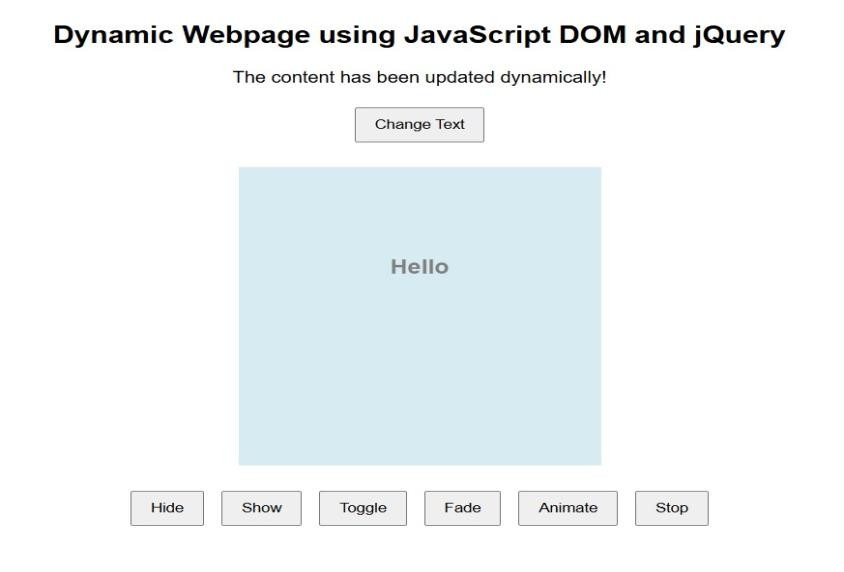 Dynamic Webpage using JavaScript DOM and jQuery
The content has been updated dynamically!
Change Text
Hello
Hide Show Toggle Fade Animate Stop